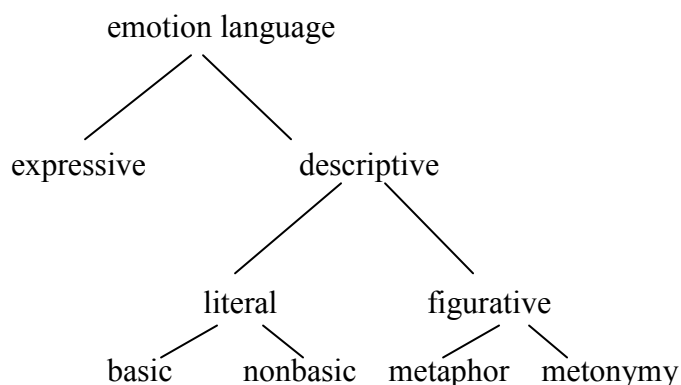 emotion language
expressive descriptive
literal figurative
basic nonbasic metaphor metonymy